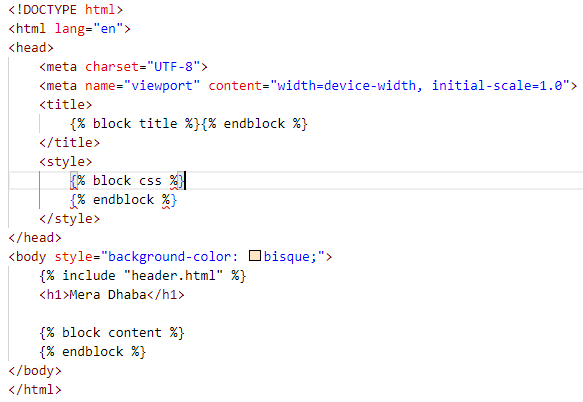 <!DOCTYPE html>
<html lang="en">
<head>
    <meta charset="UTF-8">
    <meta name="viewport" content="width=device-width, initial-scale=1.0">
    <title>
        {% block title %}{% endblock %}
    </title>
    <style>
        {% block css %}
        {% endblock %}
    </style>
</head>
<body style="background-color: bisque;">
    {% include "header.html" %}
    <h1>Mera Dhaba</h1>

    {% block content %}
    {% endblock %}
</body>
</html>